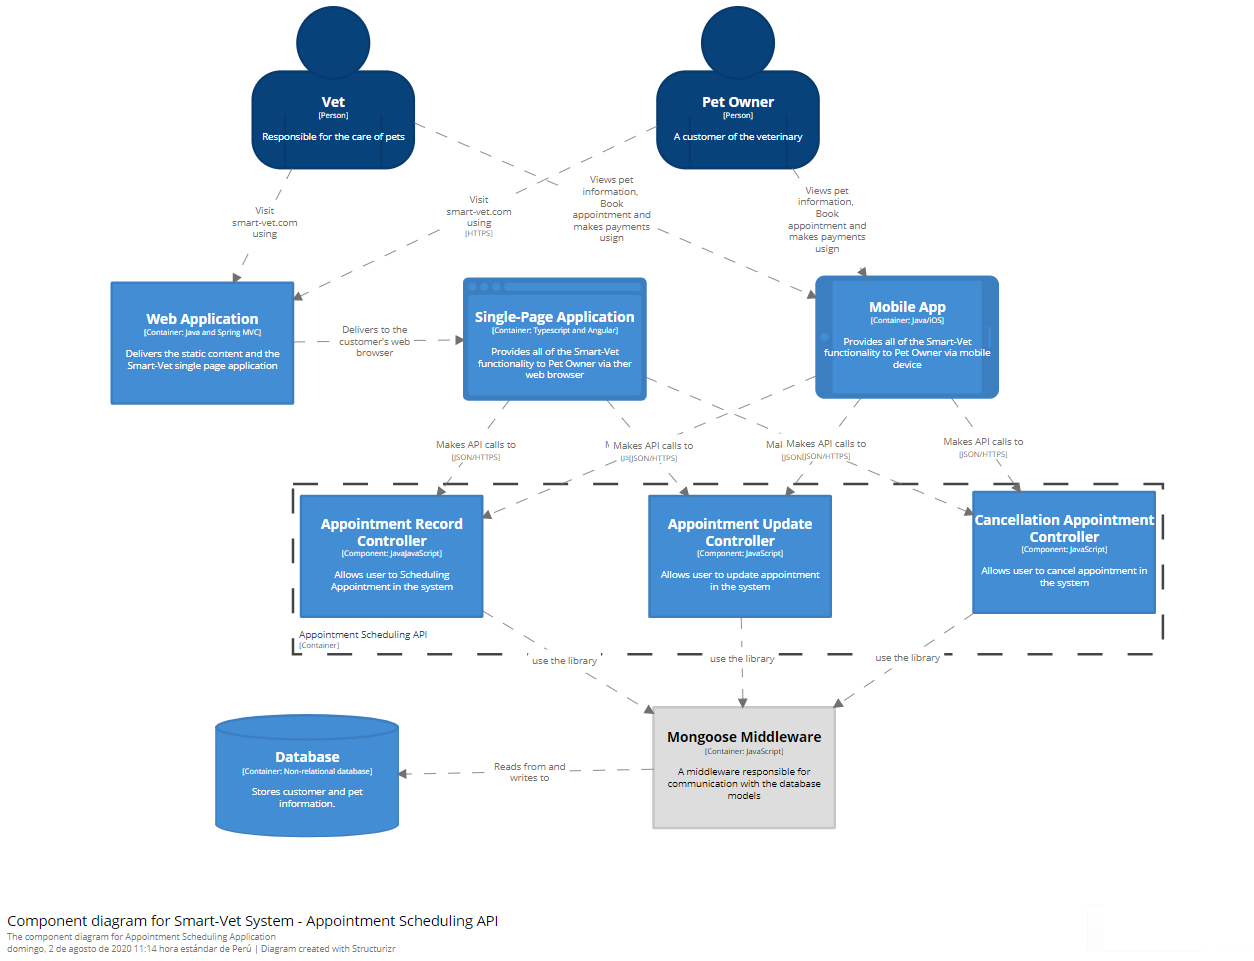 Vet
[Person]
Responsible for the care of pets
Pet Owner
[Person]
A customer of the veterinary
Visit
smart-vet.com
using
Visit
smart-vet.com
using
[HTTPS]
Views pet
information,
Book
appointment and
makes payments
usign
Views pet
information,
Book
appointment and
makes payments
usign
Web Application
[Container: Java and Spring MVC]
Delivers the static content and the
Smart-Vet single page application
Delivers to the
customer's web
browser
Single-Page Application
[Container: Typescript and Angular]
Provides all of the Smart-Vet
functionality to Pet Owner via ther
web browser
Mobile App
[Container: Java/iOS]
Provides all of the Smart-Vet
functionality to Pet Owner via mobile
device
Makes API calls to
[JSON/HTTPS]
Makes API calls to
[JSON/HTTPS]
Makes API calls to
[JSON/HTTPS]
Makes API calls to
[JSON/HTTPS]
Appointment Record
Controller
[Component: JavaJavaScript]
Allows user to Scheduling
Appointment in the system
Appointment Update
Controller
[Component: JavaScript]
Allows user to update appointment
in the system
Cancellation Appointment
Controller
[Component: JavaScript]
Allows user to cancel appointment in
the system
Appointment Scheduling API
[Container]
use the library
use the library
use the library
Database
[Container: Non-relational database]
Stores customer and pet
information.
Reads from and
writes to
Mongoose Middleware
[Container: JavaScript]
A middleware responsible for
communication with the database
models
Component diagram for Smart-Vet System - Appointment Scheduling API
The component diagram for Appointment Scheduling Application
domingo, 2 de agosto de 2020 11:14 hora estándar de Perú | Diagram created with Structurizr